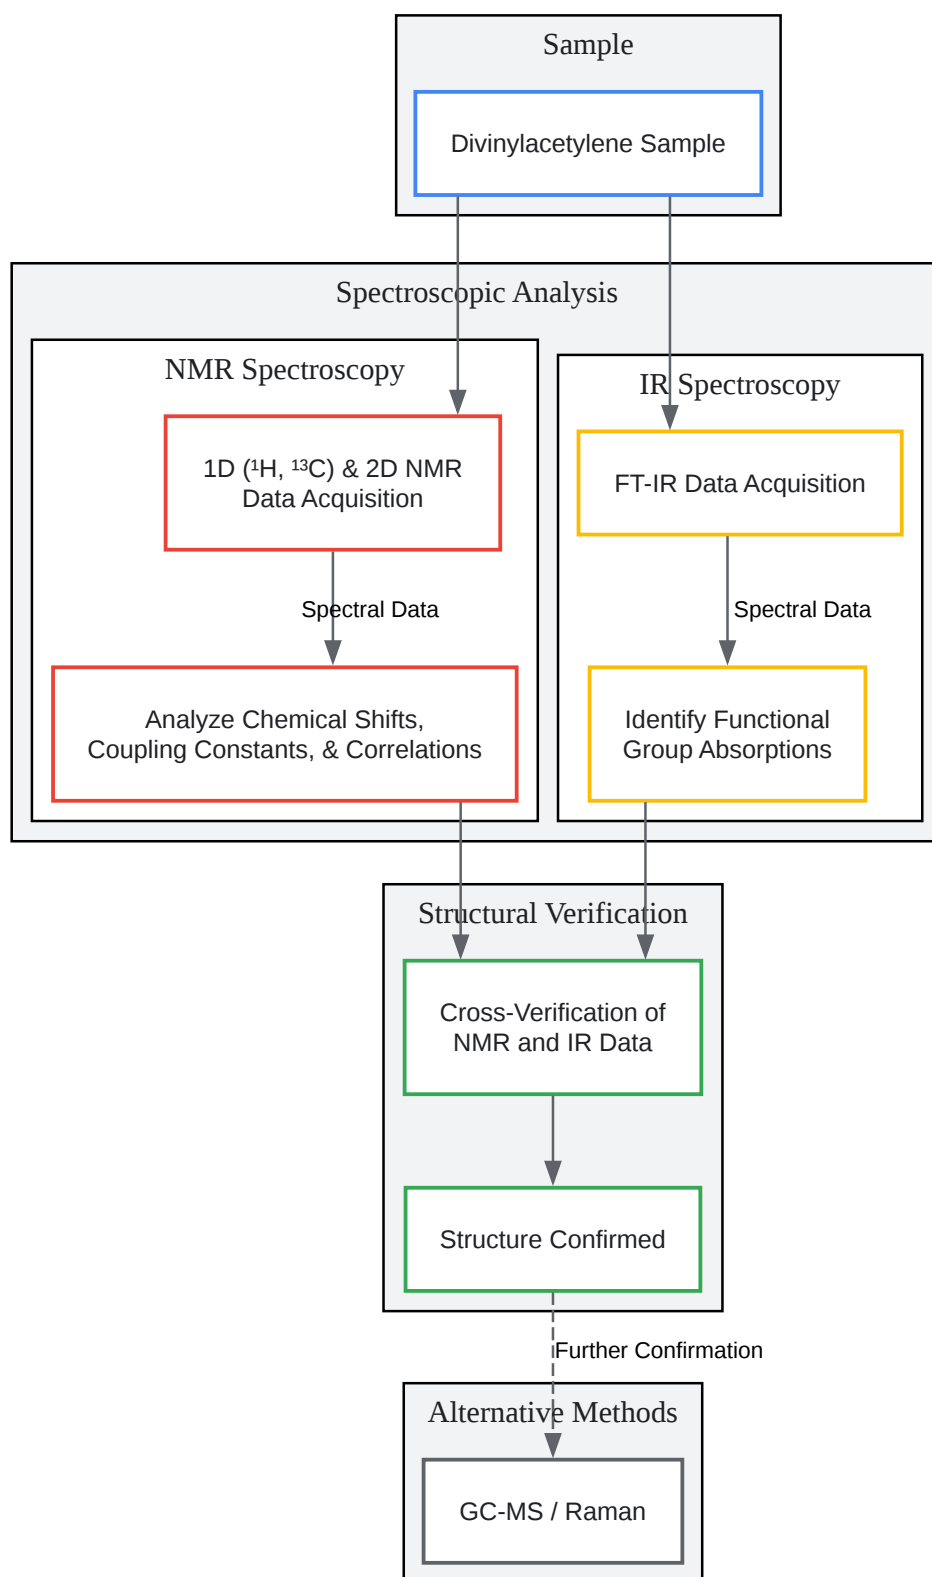 Sample
Divinylacetylene Sample
Spectroscopic Analysis
NMR Spectroscopy
IR Spectroscopy
1D (¹H, ¹³C) & 2D NMR
Data Acquisition
FT-IR Data Acquisition
Spectral Data
Spectral Data
Analyze Chemical Shifts,
Coupling Constants, & Correlations
Identify Functional
Group Absorptions
Structural Verification
Cross-Verification of
NMR and IR Data
Structure Confirmed
Further Confirmation
Alternative Methods
GC-MS / Raman